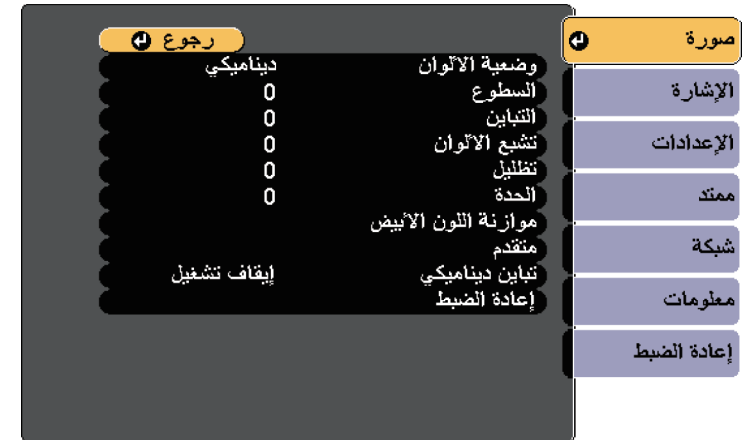 صورة
الإشارة
الإعدادات
ممتد
شبكة
معلومات
إعادة الضبط
رجوع
وضعية الألوان ديناميكي
السطوع 0
التباين 0
تشبع الألوان 0
تظليل 0
الحدة 0
موازنة اللون الأبيض
متقدم
تباين ديناميكي إيقاف تشغيل
إعادة الضبط